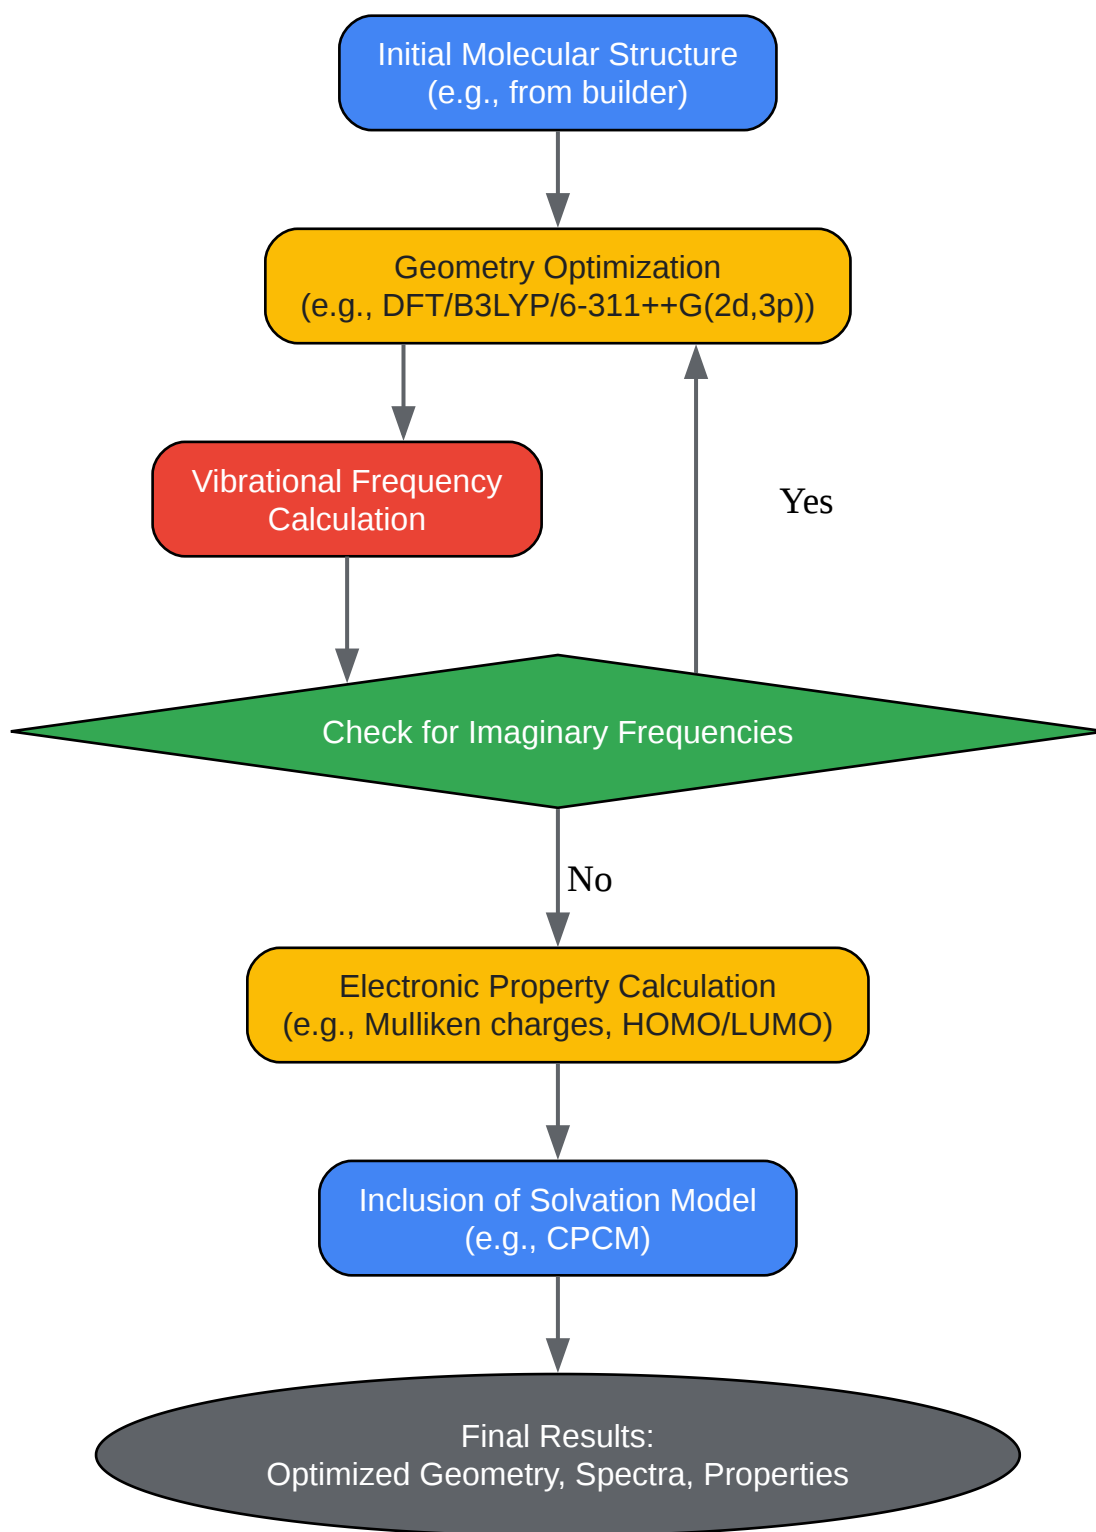 Initial Molecular Structure
(e.g., from builder)
Geometry Optimization
(e.g., DFT/B3LYP/6-311++G(2d,3p))
Vibrational Frequency
Calculation
Yes
Check for Imaginary Frequencies
No
Electronic Property Calculation
(e.g., Mulliken charges, HOMO/LUMO)
Inclusion of Solvation Model
(e.g., CPCM)
Final Results:
Optimized Geometry, Spectra, Properties